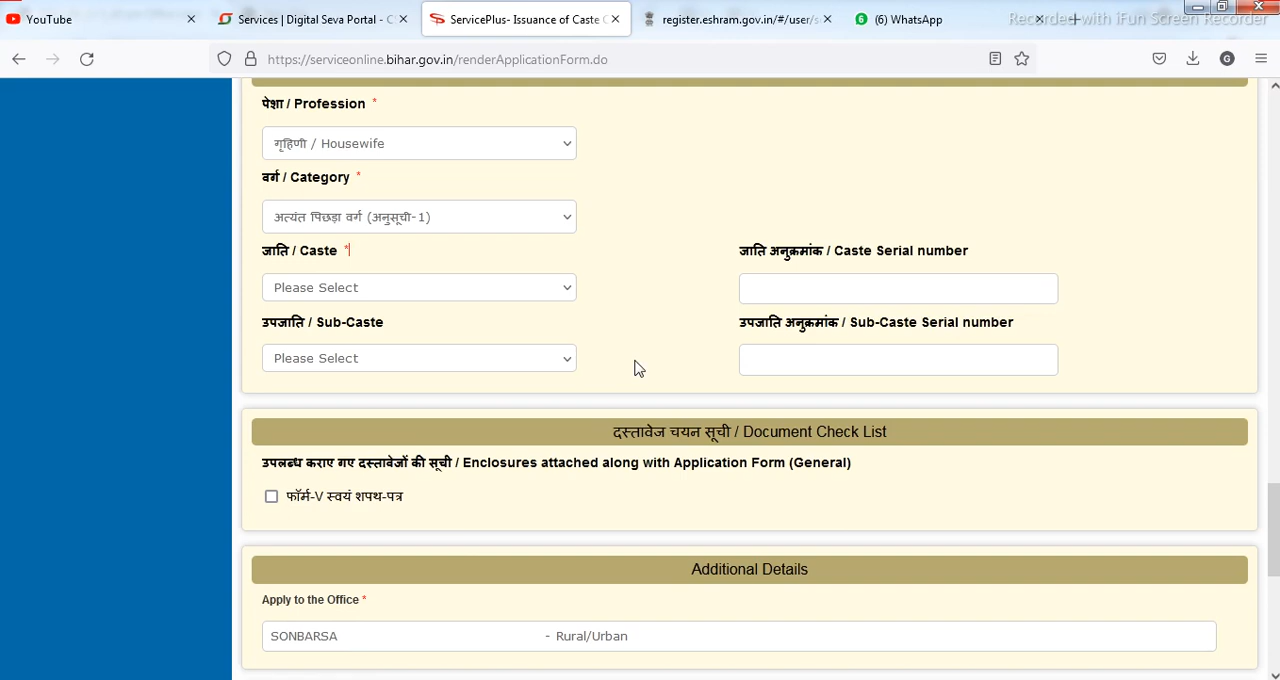 YouTube
Services | Digital Seva Portal - C
ServicePlus- Issuance of Caste C
register.eshram.gov.in/#/user/s
6
(6) WhatsApp
Recorded with iFun Screen Recorder
https://serviceonline.bihar.gov.in/renderApplicationForm.do
G
पेशा / Profession *
गृहिणी / Housewife
वर्ग / Category *
अत्यंत पिछड़ा वर्ग (अनुसूची-1)
जाति / Caste *
जाति अनुक्रमांक / Caste Serial number
Please Select
उपजाति / Sub-Caste
उपजाति अनुक्रमांक / Sub-Caste Serial number
Please Select
दस्तावेज चयन सूची / Document Check List
उपलब्ध कराए गए दस्तावेजों की सूची / Enclosures attached along with Application Form (General)
फॉर्म-V स्वयं शपथ-पत्र
Additional Details
Apply to the Office *
SONBARSA - Rural/Urban